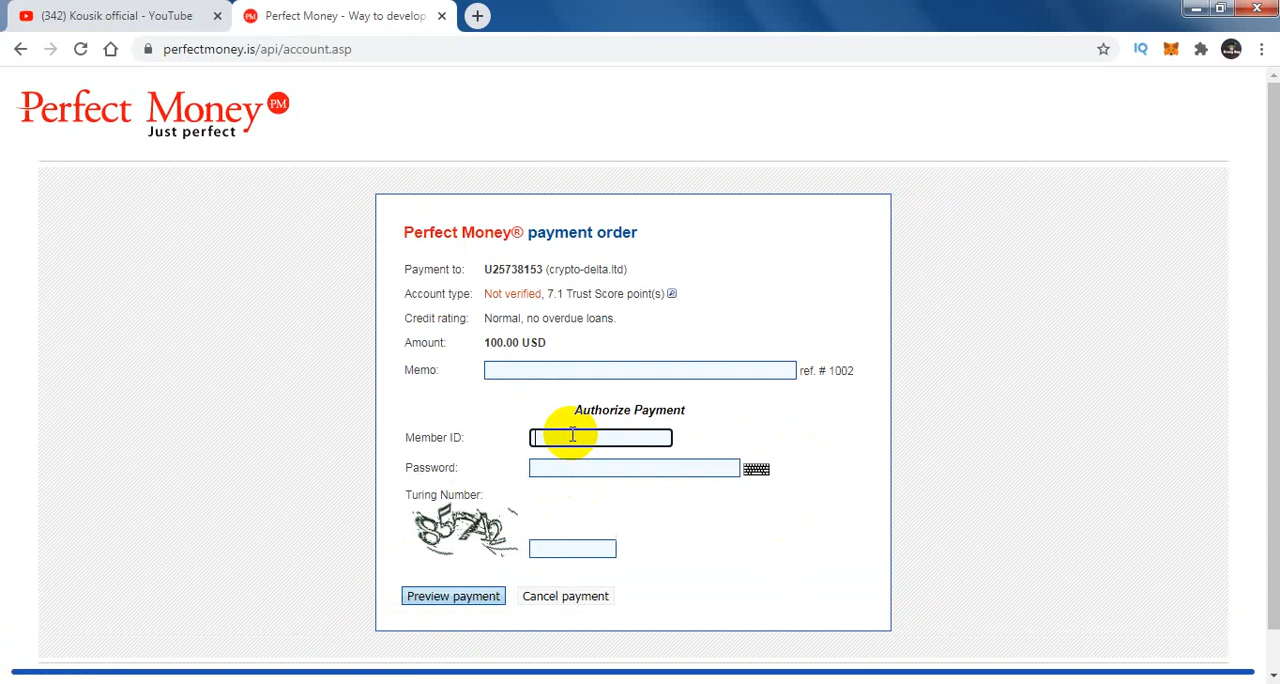 (342) Kousik official - YouTube
Perfect Money - Way to develop
perfectmoney.is/api/account.asp
IQ
Perfect Money PM
Just perfect
Perfect Money® payment order
Payment to: U25738153 (crypto-delta.ltd)
Account type: Not verified, 7.1 Trust Score point(s)
Credit rating: Normal, no overdue loans.
Amount: 100.00 USD
Memo: ref. # 1002
Authorize Payment
Member ID:
Password:
Turing Number:
Preview payment Cancel payment